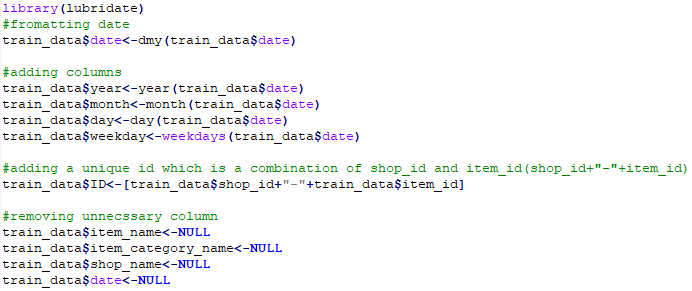 library(lubridate)
#fromatting date
train_data$date<-dmy(train_data$date)
#adding columns
train_data$year<-year(train_data$date)
train_data$month<-month(train_data$date)
train_data$day<-day(train_data$date)
train_data$weekday<-weekdays(train_data$date)
#adding a unique id which is a combination of shop_id and item_id(shop_id+"-"+item_id)
train_data$ID<-[train_data$shop_id+"-"+train_data$item_id]
#removing unnecssary column
train_data$item_name<-NULL
train_data$item_category_name<-NULL
train_data$shop_name<-NULL
train_data$date<-NULL